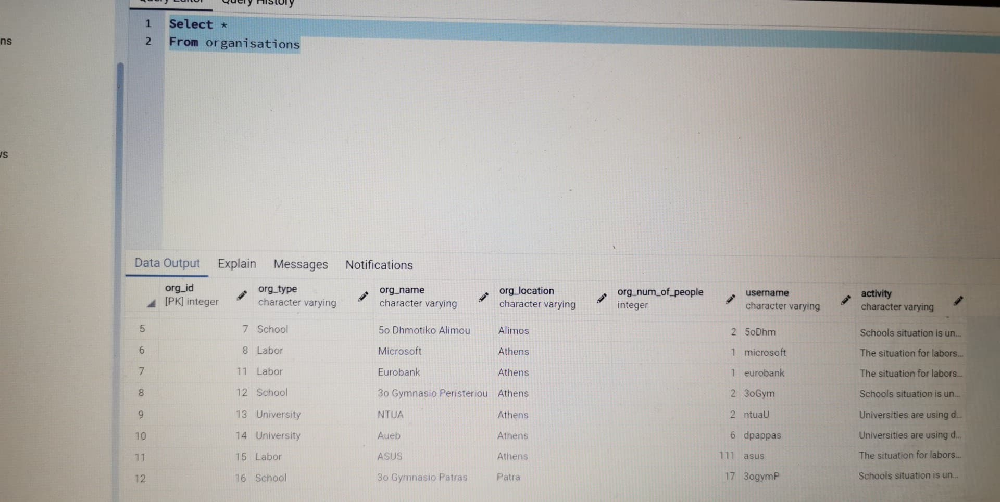 Query Editor Query History
1 Select *
2 From organisations
ns
vs
Data Output Explain Messages Notifications
org_id org_type org_name org_location org_num_of_people username activity
[PK] integer character varying character varying character varying integer character varying character varying
5 7 School 5o Dhmotiko Alimou Alimos 2 5oDhm Schools situation is un...
6 8 Labor Microsoft Athens 1 microsoft The situation for labors...
7 11 Labor Eurobank Athens 1 eurobank The situation for labors...
8 12 School 3o Gymnasio Peristeriou Athens 2 3oGym Schools situation is un...
9 13 University NTUA Athens 2 ntuaU Universities are using d...
10 14 University Aueb Athens 6 dpappas Universities are using d...
11 15 Labor ASUS Athens 111 asus The situation for labors...
12 16 School 3o Gymnasio Patras Patra 17 3ogymP Schools situation is un...